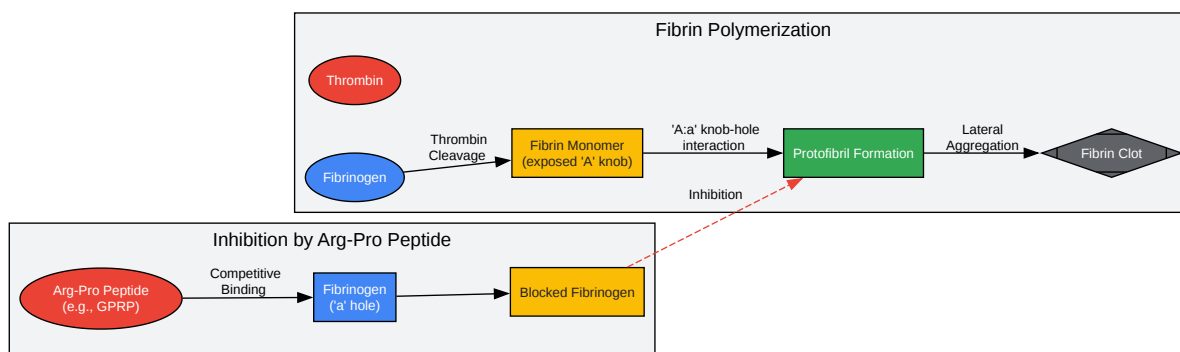 Fibrin Polymerization
Thrombin
Fibrinogen
Thrombin
Cleavage
Fibrin Monomer
(exposed 'A' knob)
'A:a' knob-hole
interaction
Protofibril Formation
Lateral
Aggregation
Fibrin Clot
Inhibition
Inhibition by Arg-Pro Peptide
Arg-Pro Peptide
(e.g., GPRP)
Competitive
Binding
Fibrinogen
('a' hole)
Blocked Fibrinogen